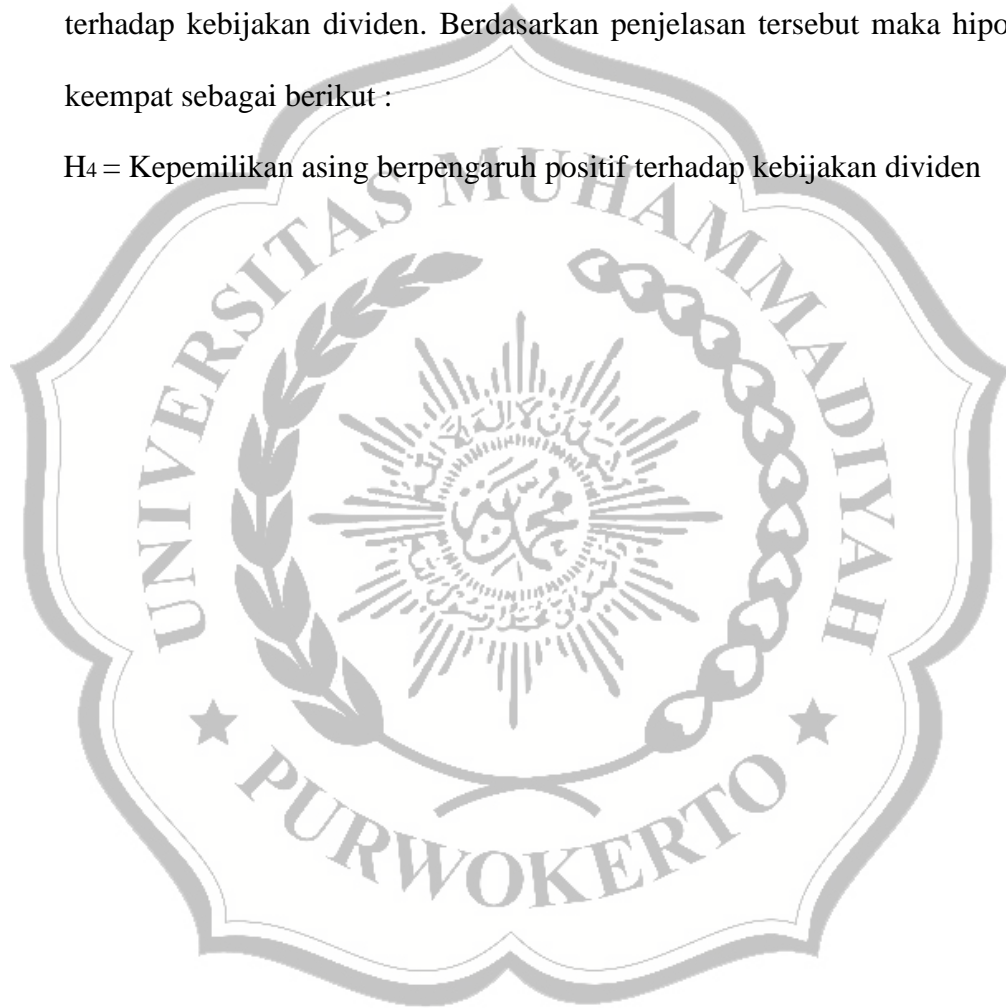 terhadap kebijakan dividen. Berdasarkan penjelasan tersebut maka hipo
keempat sebagai berikut :
H4 = Kepemilikan asing berpengaruh positif terhadap kebijakan dividen
UNIVERSITAS MUHAMMADIYAH
PURWOKERTO